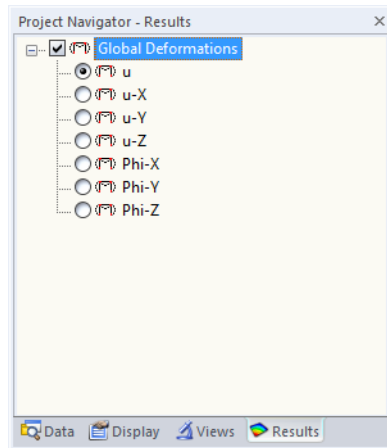 Project Navigator - Results
Global Deformations
u
u-X
u-Y
u-Z
Phi-X
Phi-Y
Phi-Z
Data Display Views Results